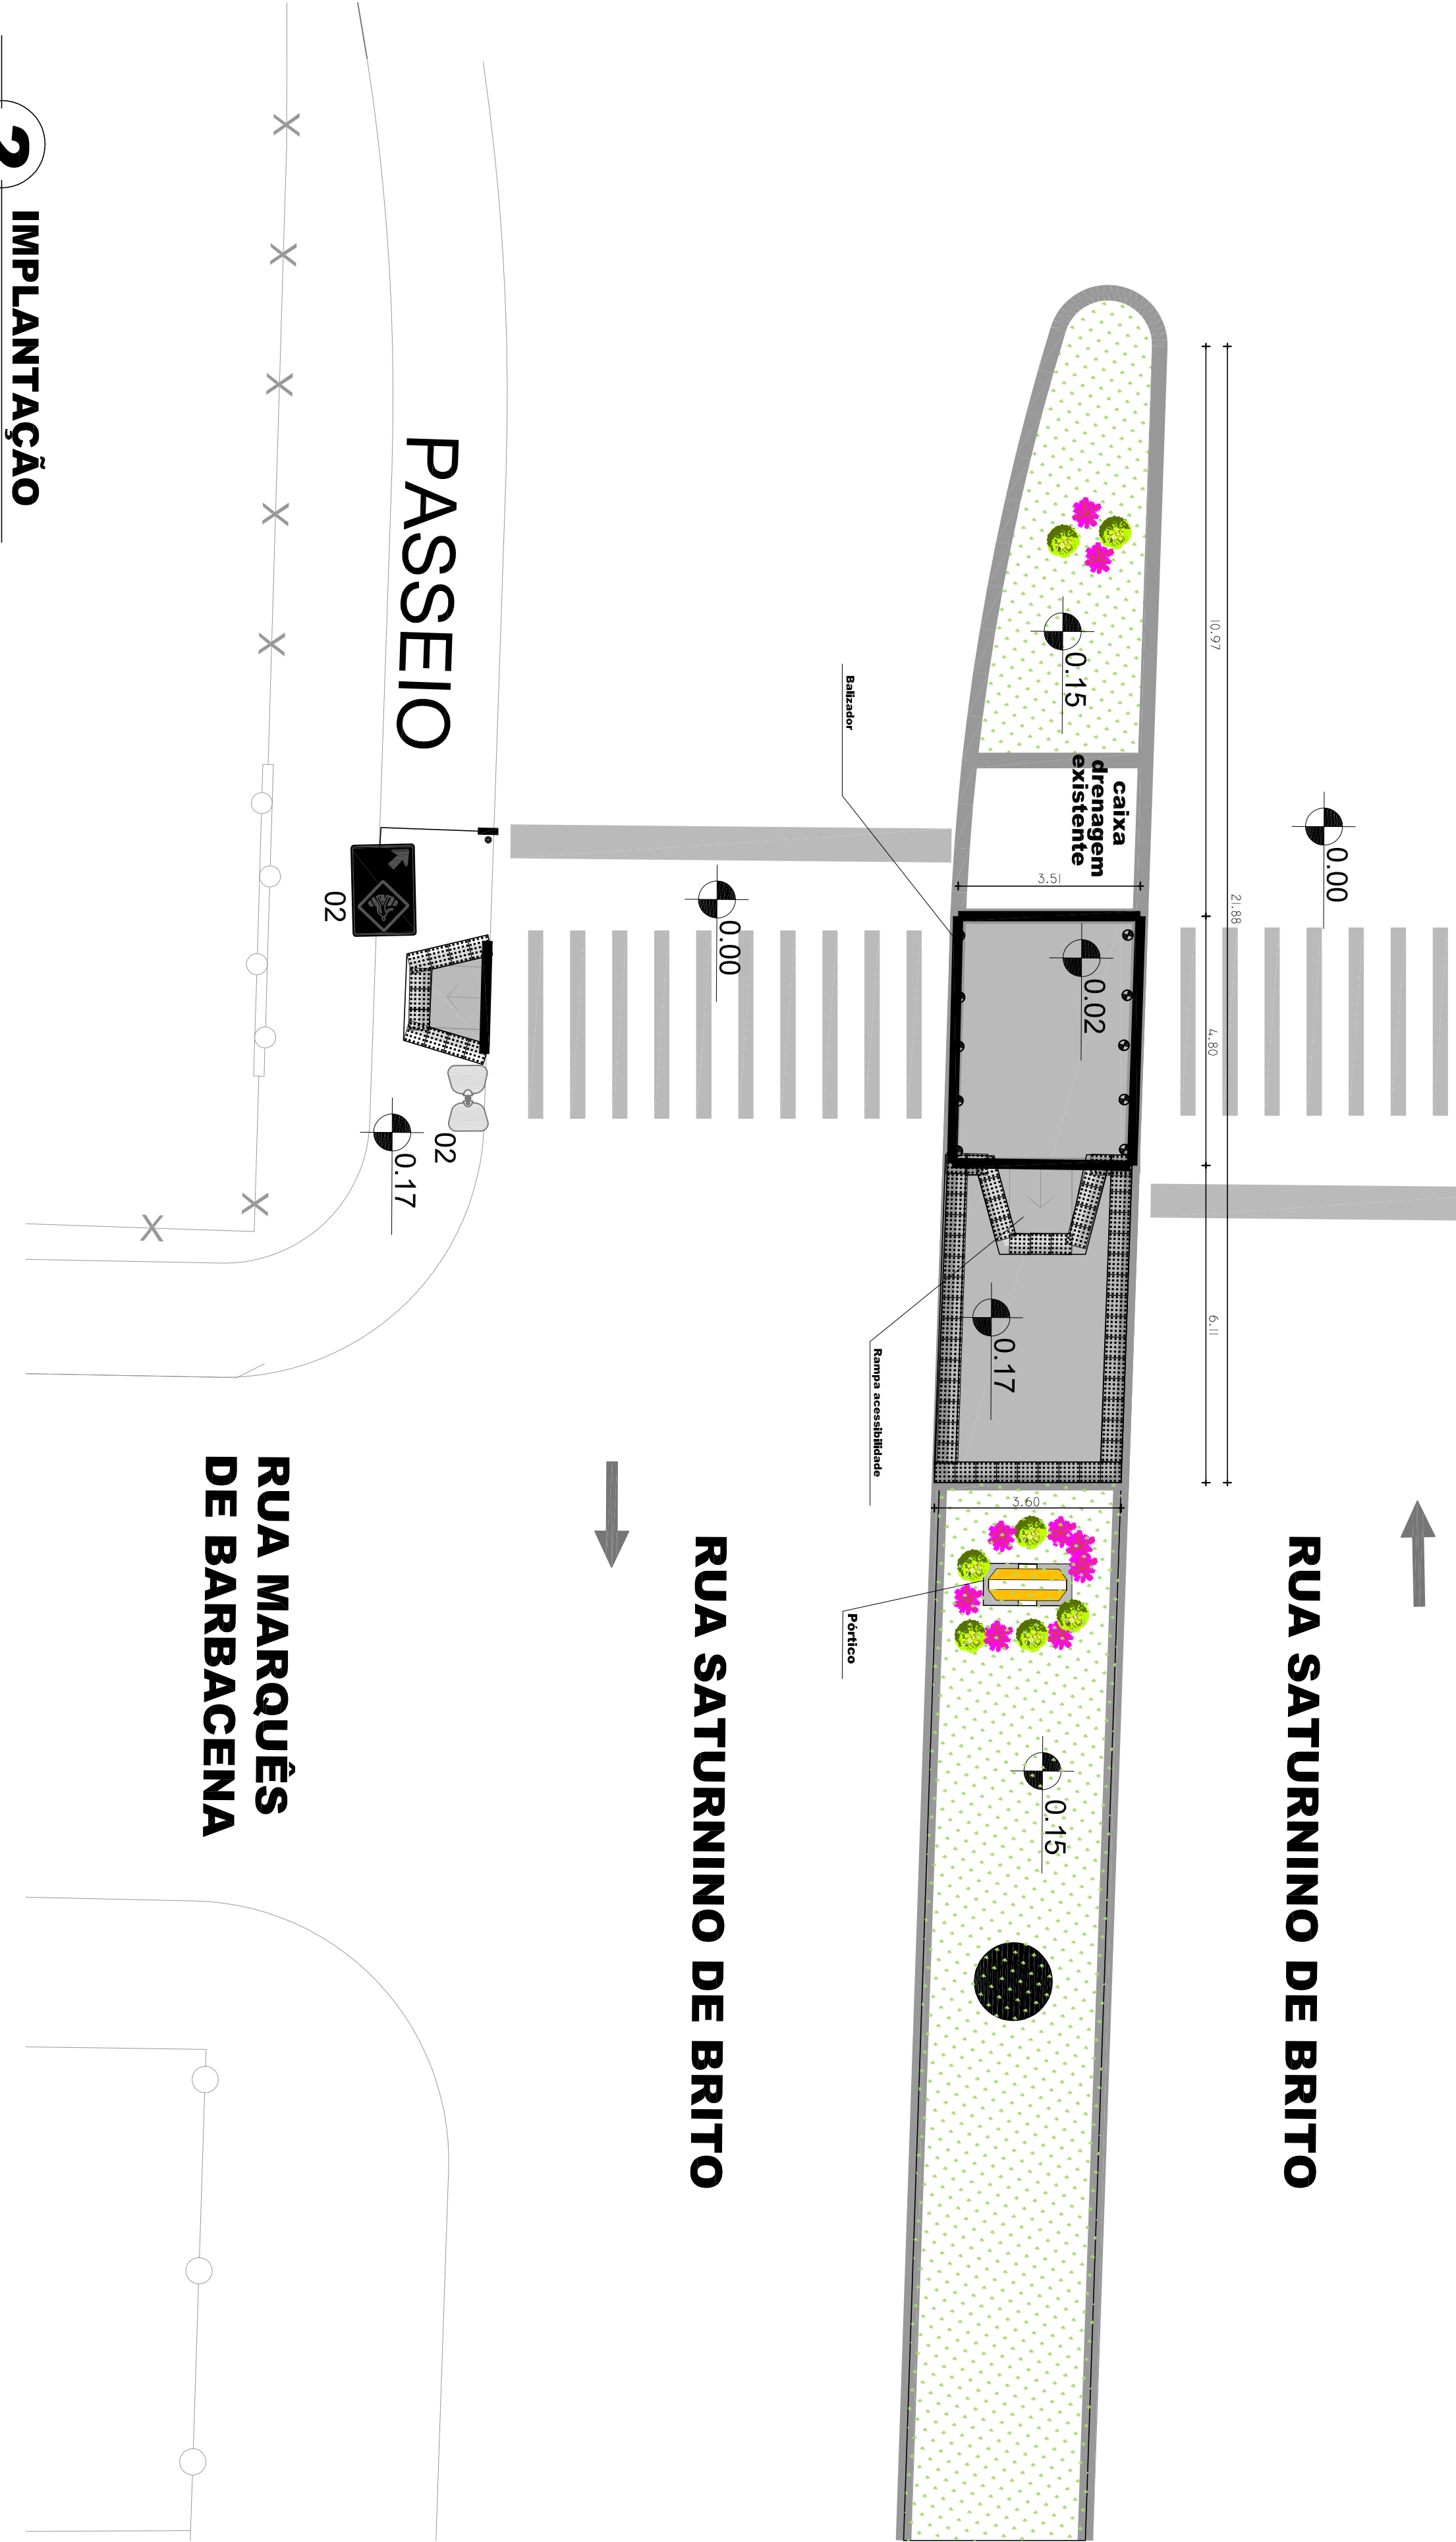 2
IMPLANTAÇÃO
PASSEIO
02
02
0.17
RUA MARQUÊS
DE BARBACENA
0.00
Balizador
Rampa acessibilidade
Pórtico
RUA SATURNINO DE BRITO
0.15
caixa
drenagem
existente
3.51
0.02
0.17
3.60
0.15
10.97
4.80
6.11
21.88
0.00
RUA SATURNINO DE BRITO